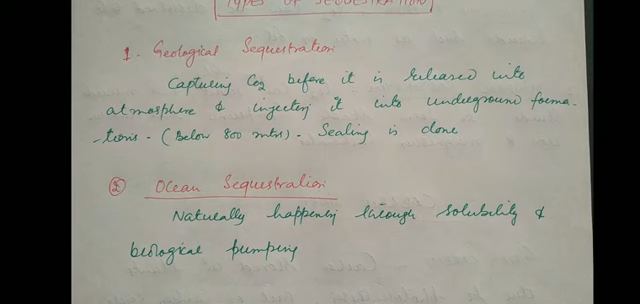 TYPES OF SEQUESTRATION
1. Geological Sequestration
Capturing Co2 before it is released into
atmosphere & injecting it into underground forma-
-tions. (Below 800 mtrs). Sealing is done
② Ocean Sequestration
Naturally happening through solubility &
biological pumping